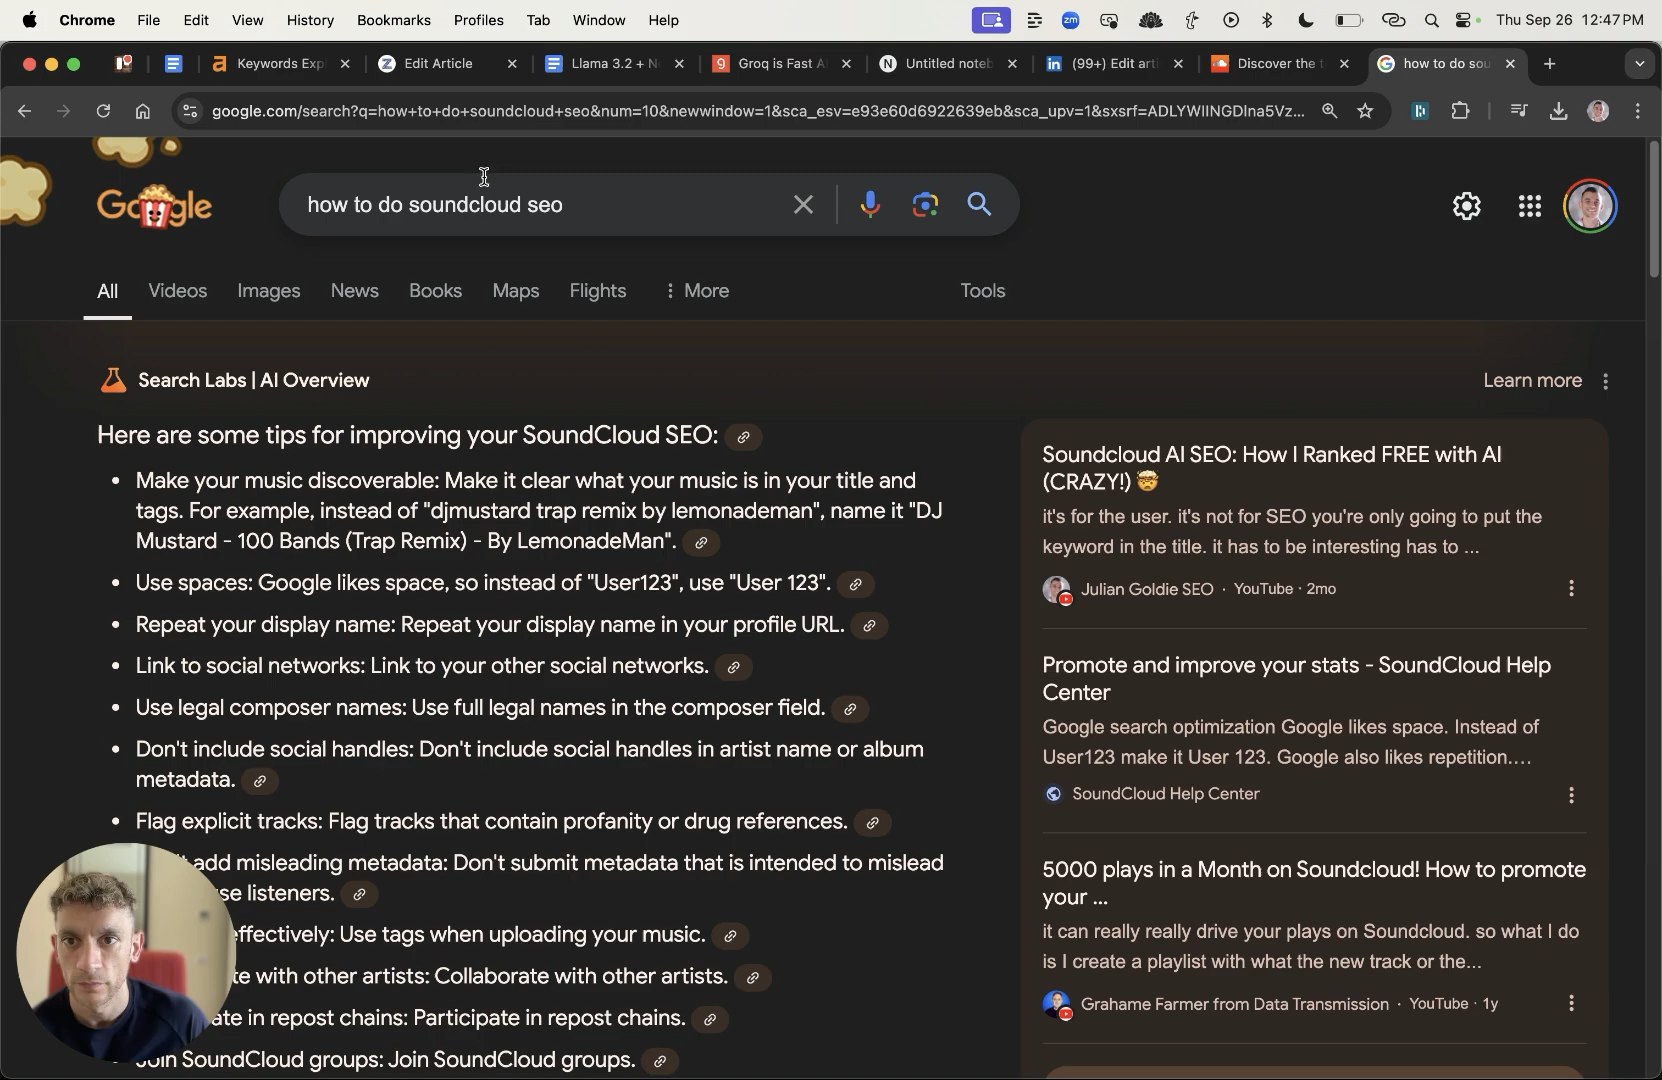 Chrome File Edit View History Bookmarks Profiles Tab Window Help
zm
Thu Sep 26 12:47 PM
Keywords Exp
Edit Article
Llama 3.2 + N
Groq is Fast A
Untitled noteb
(99+) Edit arti
Discover the t
how to do sou
google.com/search?q=how+to+do+soundcloud+seo&num=10&newwindow=1&sca_esv=e93e60d6922639eb&sca_upv=1&sxsrf=ADLYWIINGDIna5Vz...
Google
how to do soundcloud seo
All Videos Images News Books Maps Flights More Tools
Search Labs | AI Overview
Learn more
Here are some tips for improving your SoundCloud SEO:
• Make your music discoverable: Make it clear what your music is in your title and
tags. For example, instead of "djmustard trap remix by lemonademan", name it "DJ
Mustard - 100 Bands (Trap Remix) - By LemonadeMan".
• Use spaces: Google likes space, so instead of "User123", use "User 123".
• Repeat your display name: Repeat your display name in your profile URL.
• Link to social networks: Link to your other social networks.
• Use legal composer names: Use full legal names in the composer field.
• Don't include social handles: Don't include social handles in artist name or album
metadata.
• Flag explicit tracks: Flag tracks that contain profanity or drug references.
add misleading metadata: Don't submit metadata that is intended to mislead
se listeners.
ffectively: Use tags when uploading your music.
te with other artists: Collaborate with other artists.
ate in repost chains: Participate in repost chains.
Join SoundCloud groups: Join SoundCloud groups.
Soundcloud AI SEO: How I Ranked FREE with AI
(CRAZY!) 🤯
it's for the user. it's not for SEO you're only going to put the
keyword in the title. it has to be interesting has to ...
Julian Goldie SEO · YouTube · 2mo
Promote and improve your stats - SoundCloud Help
Center
Google search optimization Google likes space. Instead of
User123 make it User 123. Google also likes repetition....
SoundCloud Help Center
5000 plays in a Month on Soundcloud! How to promote
your ...
it can really really drive your plays on Soundcloud. so what I do
is I create a playlist with what the new track or the...
Grahame Farmer from Data Transmission · YouTube · 1y